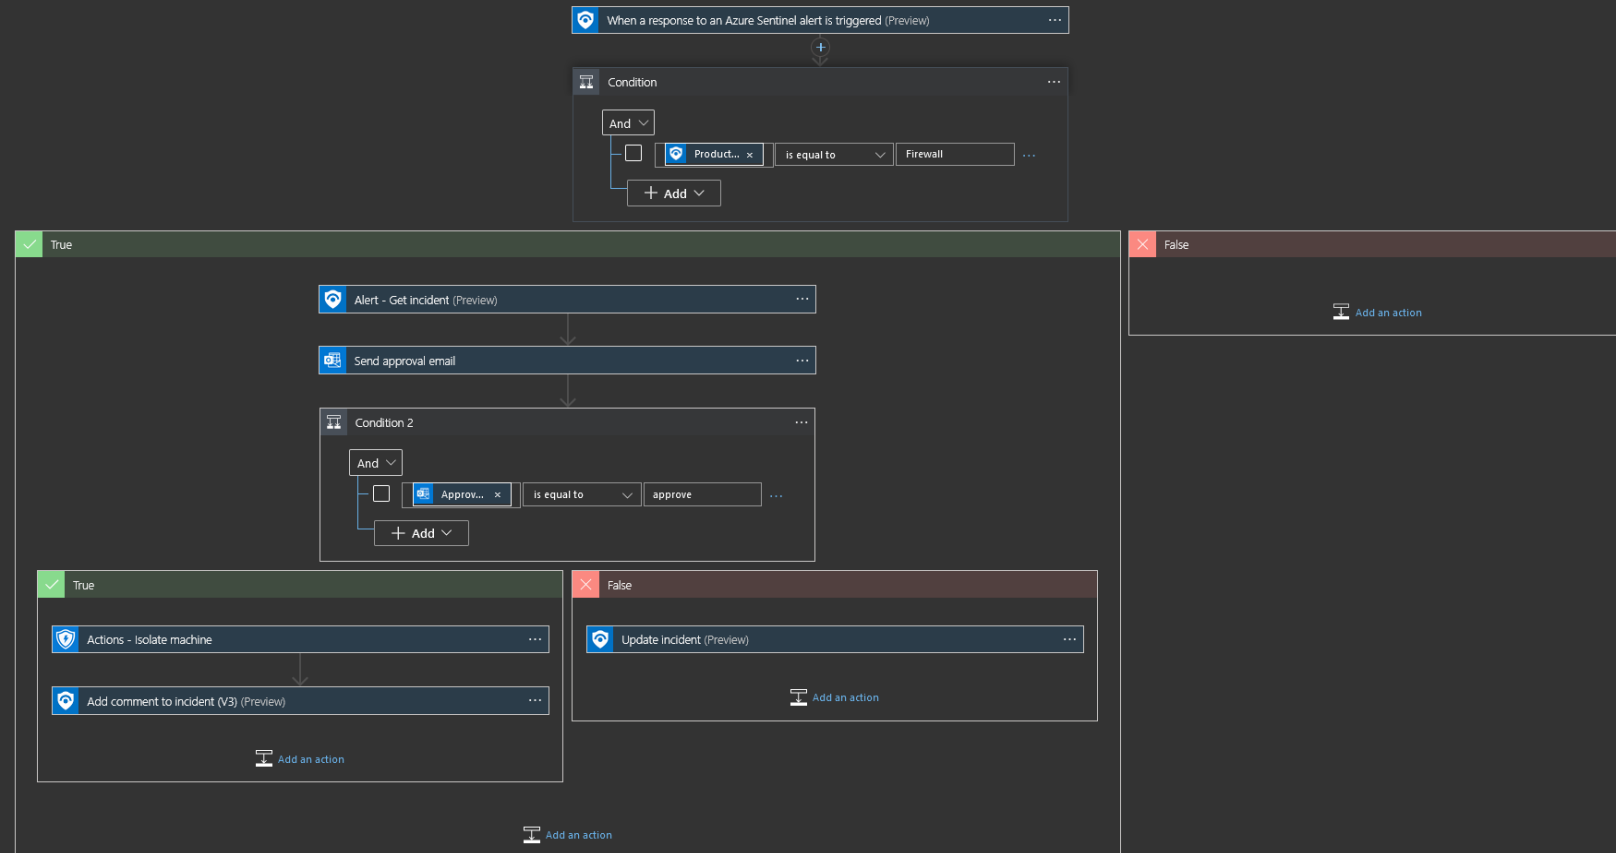 When a response to an Azure Sentinel alert is triggered (Preview)
Condition
And
Product... is equal to Firewall
Add
True
False
Alert - Get incident (Preview)
Add an action
Send approval email
Condition 2
And
Approv... is equal to approve
Add
True
False
Actions - Isolate machine
Update incident (Preview)
Add comment to incident (V3) (Preview)
Add an action
Add an action
Add an action